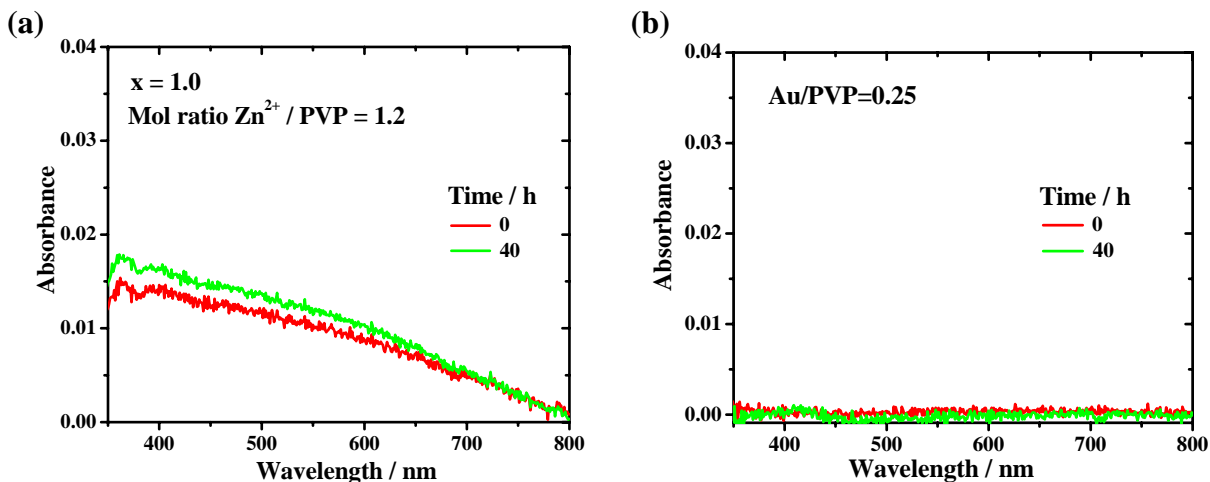 (a)
0.04
0.03
0.02
0.01
0.00
Absorbance
x = 1.0
Mol ratio Zn²⁺ / PVP = 1.2
Time / h
0
40
400 500 600 700 800
Wavelength / nm
(b)
0.04
0.03
0.02
0.01
0.00
Absorbance
Au/PVP=0.25
Time / h
0
40
400 500 600 700 800
Wavelength / nm